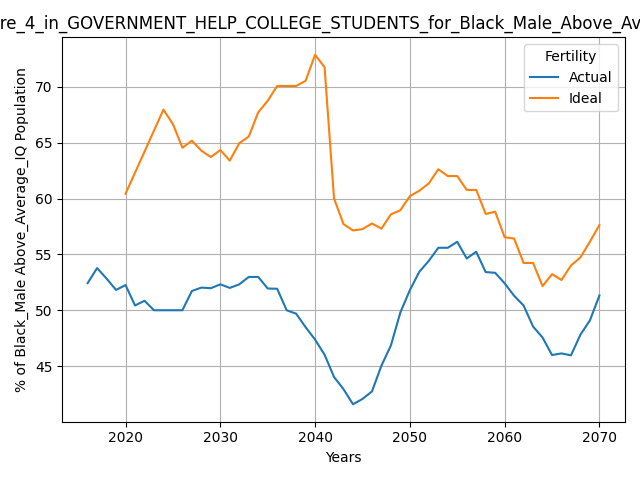 re_4_in_GOVERNMENT_HELP_COLLEGE_STUDENTS_for_Black_Male_Above_Av
% of Black_Male Above_Average_IQ Population
Fertility
Actual
Ideal
70
65
60
55
50
45
2020
2030
2040
2050
2060
2070
Years